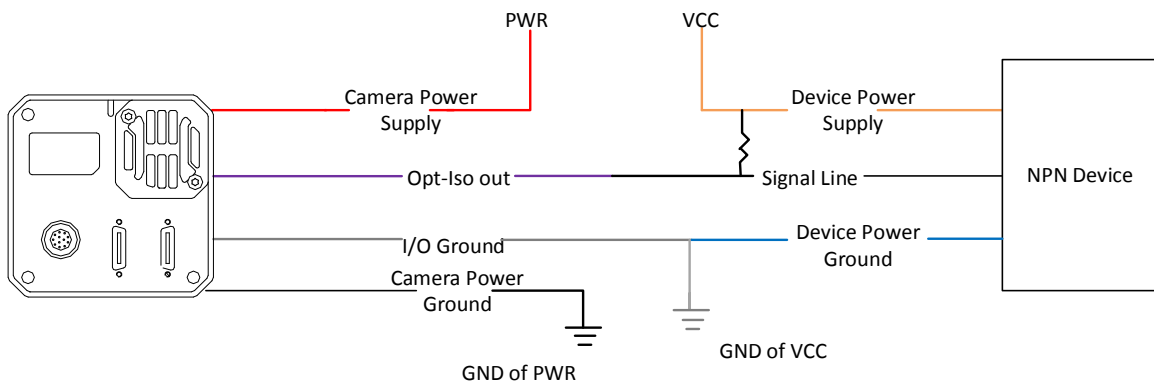 PWR
VCC
Camera Power
Supply
Device Power
Supply
Opt-Iso out
Signal Line
NPN Device
I/O Ground
Device Power
Ground
Camera Power
Ground
GND of VCC
GND of PWR